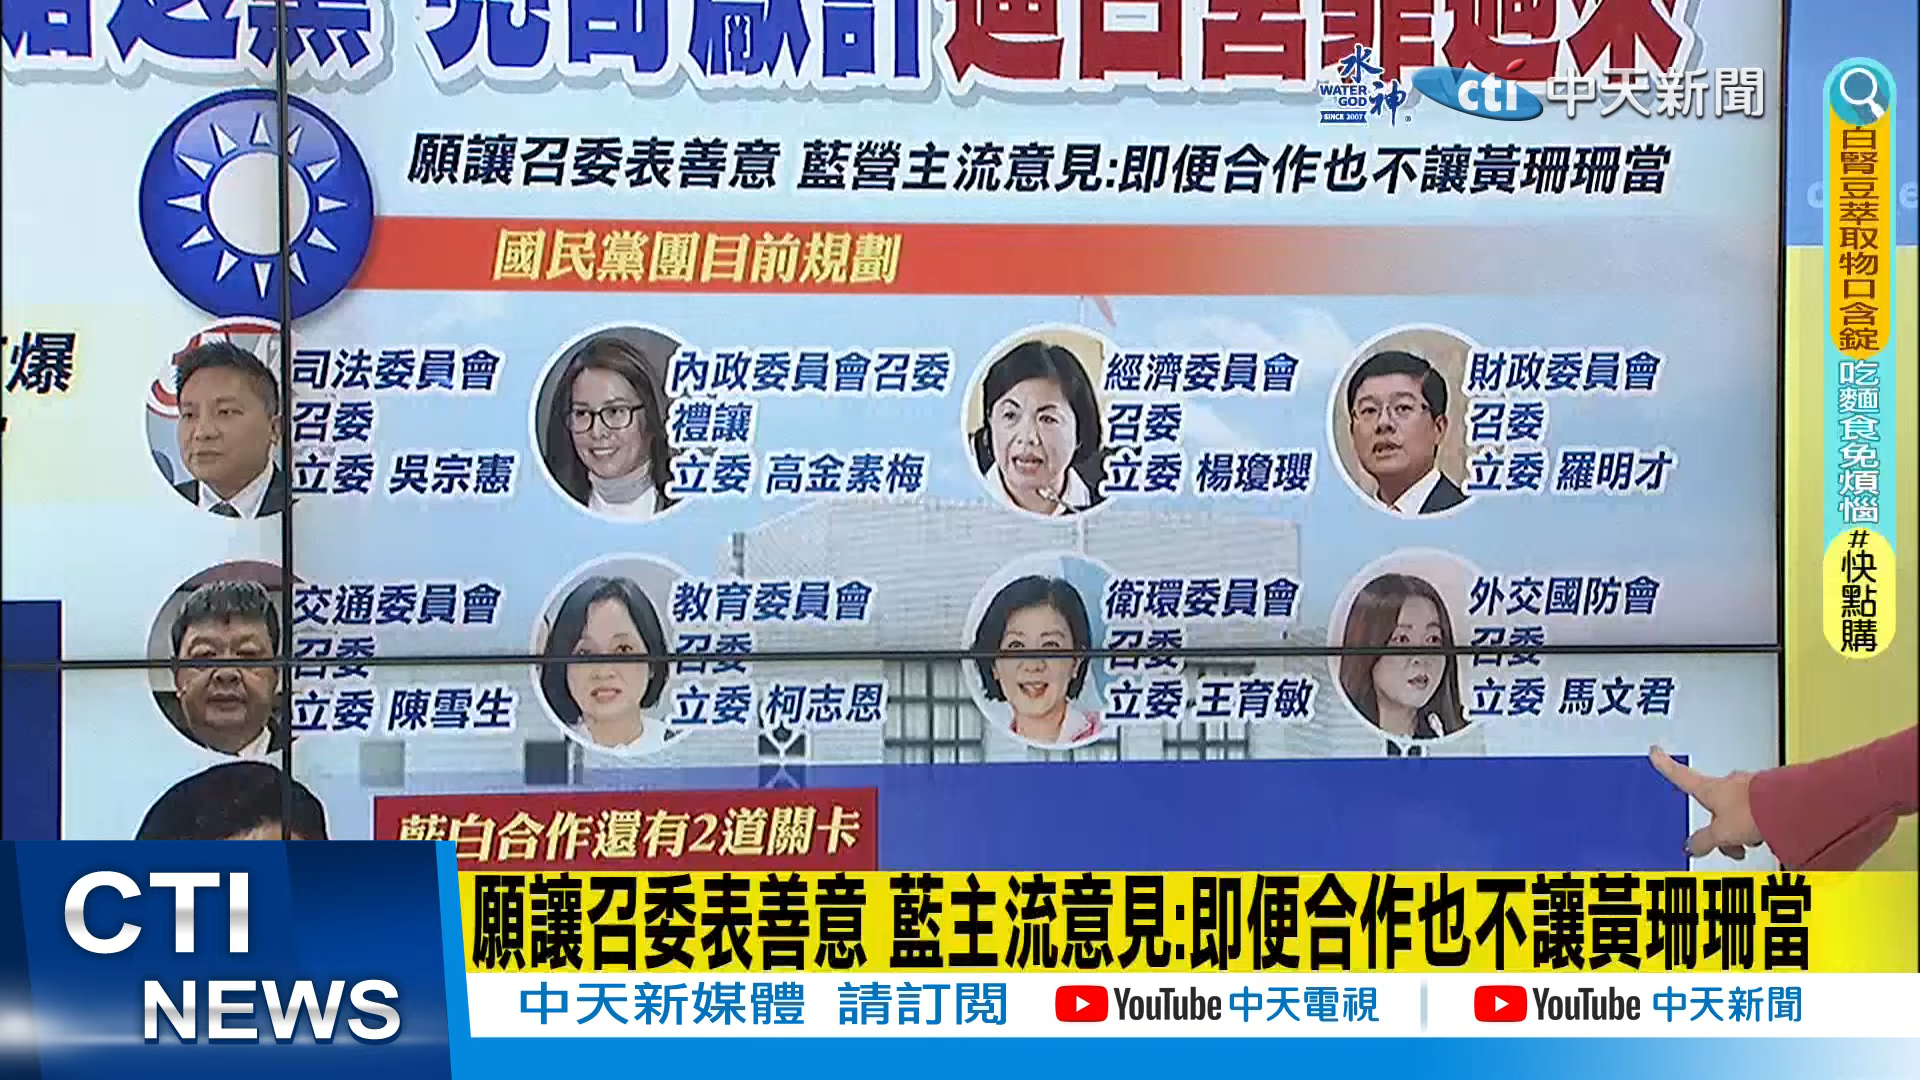 水神
WATER GOD
SINCE 2007
cti 中天新聞
願讓召委表善意 藍營主流意見:即便合作也不讓黃珊珊當
國民黨團目前規劃
爆
司法委員會
召委
立委 吳宗憲
內政委員會召委
禮讓
立委 高金素梅
經濟委員會
召委
立委 楊瓊瓔
財政委員會
召委
立委 羅明才
交通委員會
召委
立委 陳雪生
教育委員會
召委
立委 柯志恩
衛環委員會
召委
立委 王育敏
外交國防會
召委
立委 馬文君
藍白合作還有2道關卡
白腎豆萃取物口含錠
吃麵食免煩惱
#快點購
CTI
NEWS
願讓召委表善意 藍主流意見:即便合作也不讓黃珊珊當
中天新媒體 請訂閱 YouTube 中天電視 | YouTube 中天新聞